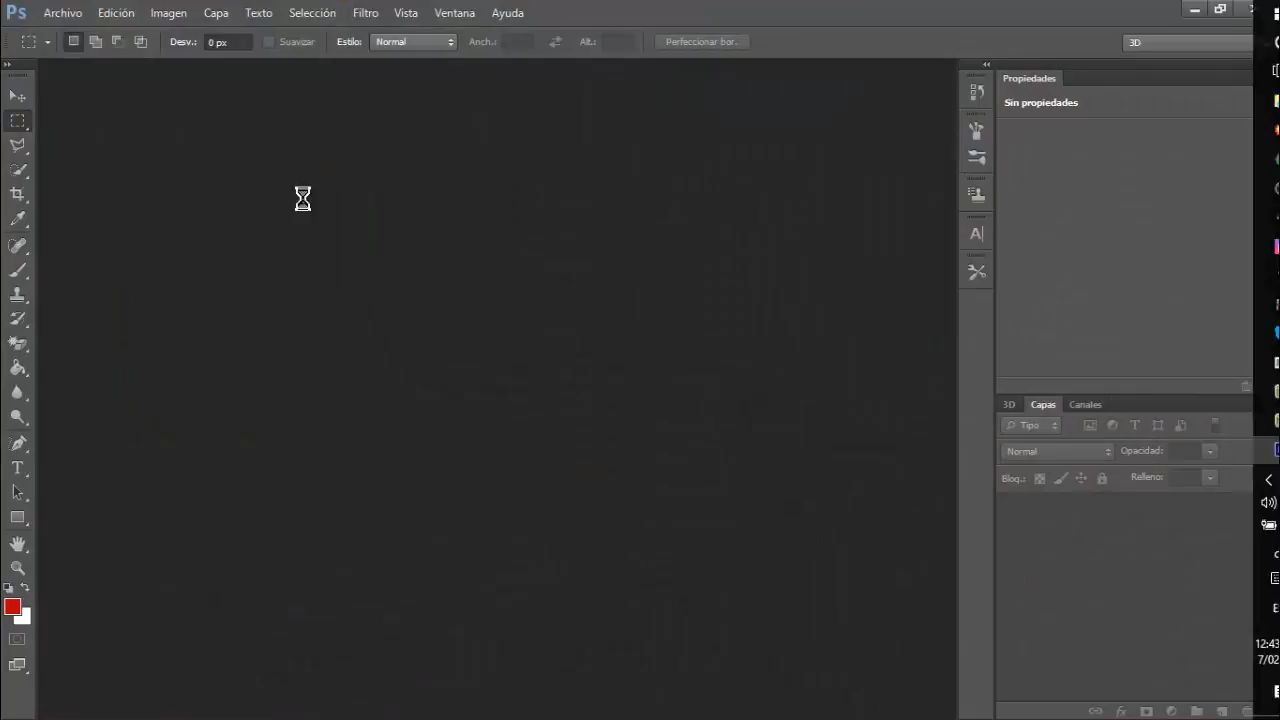 Ps Archivo Edición Imagen Capa Texto Selección Filtro Vista Ventana Ayuda
Desv.: 0 px Suavizar Estilo: Normal Anch.: Alt.: Perfeccionar bor... 3D
Propiedades
Sin propiedades
3D Capas Canales
Tipo
Normal Opacidad:
Bloq.: Relleno:
12:43
7/02